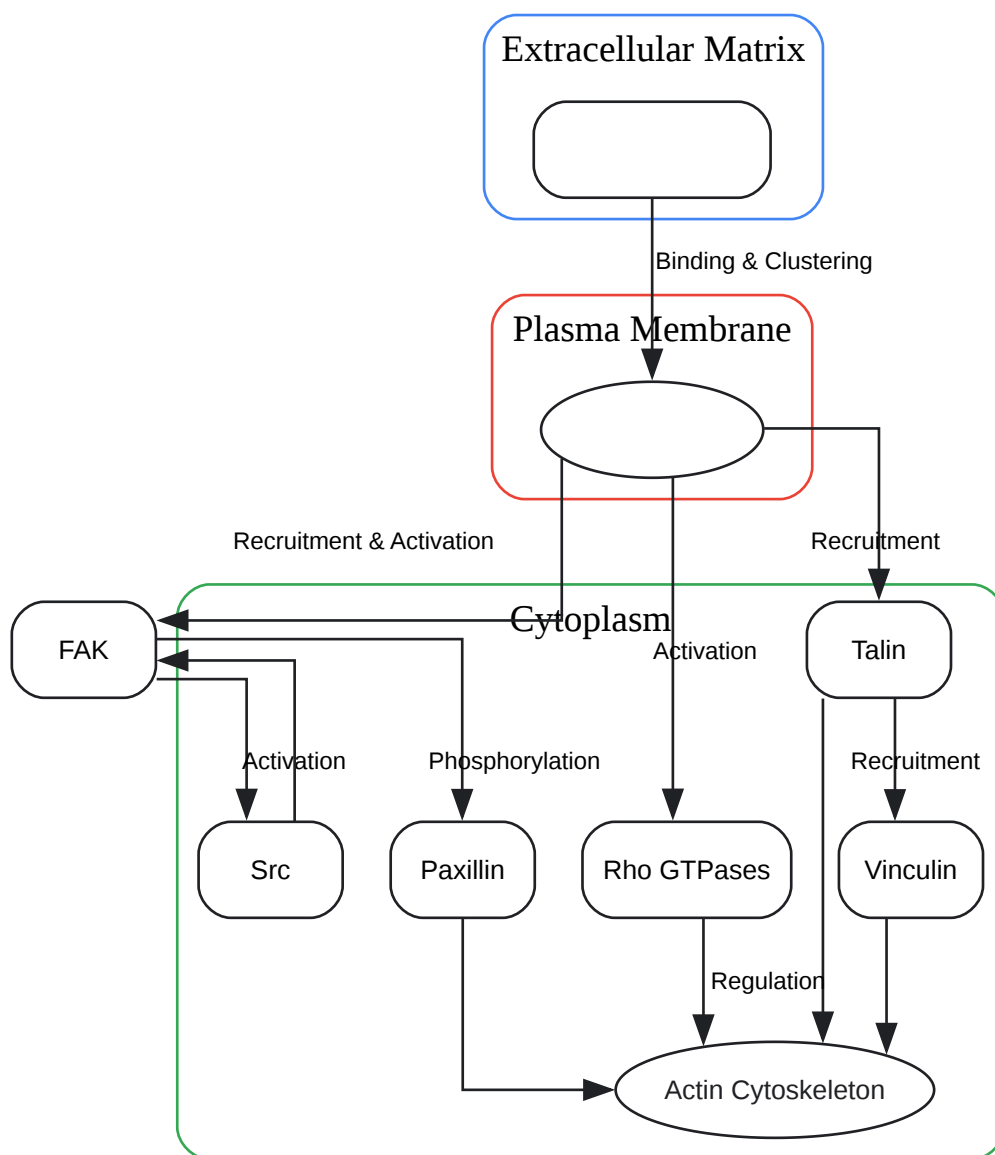 Extracellular Matrix
Binding & Clustering
Plasma Membrane
Recruitment & Activation
Recruitment
Cytoplasm
FAK
Activation
Talin
Activation
Phosphorylation
Recruitment
Src
Paxillin
Rho GTPases
Vinculin
Regulation
Actin Cytoskeleton